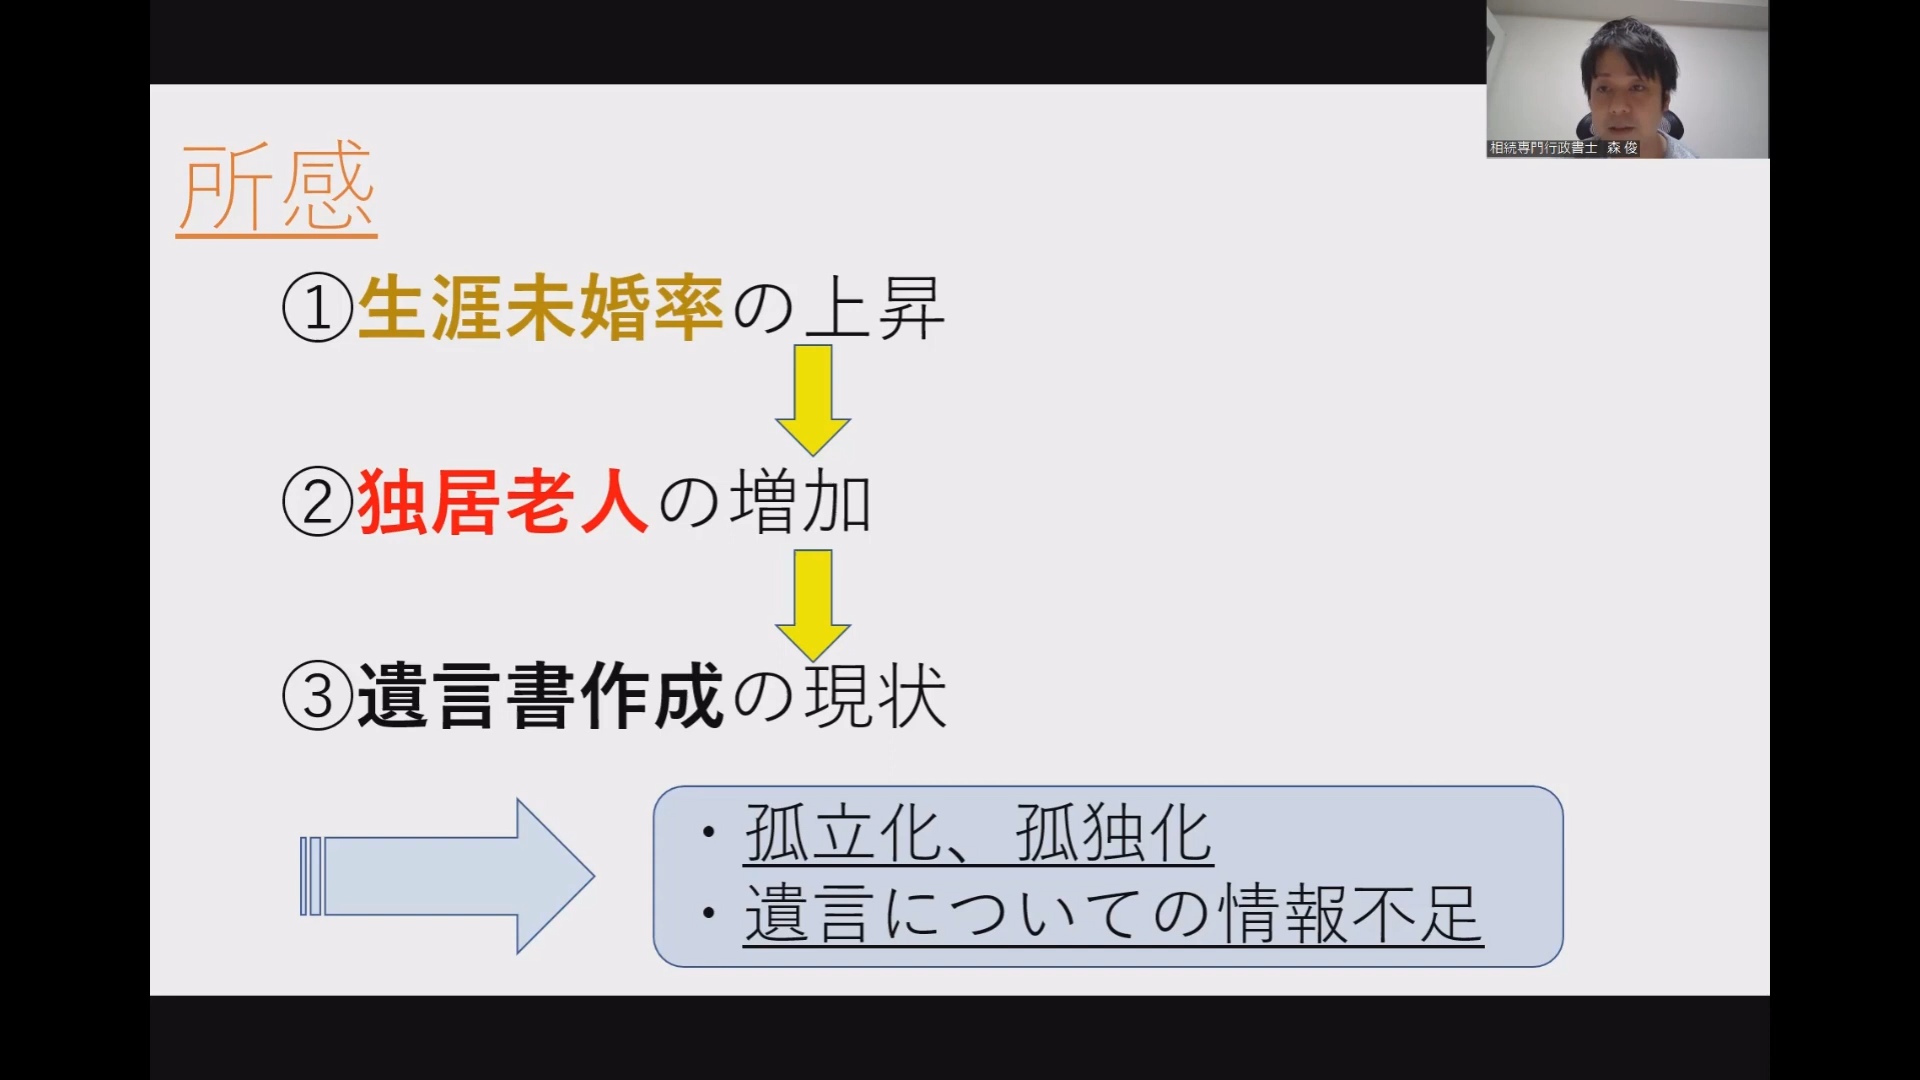 相続専門行政書士 森 俊
所感
①生涯未婚率の上昇
②独居老人の増加
③遺言書作成の現状
・孤立化、孤独化
・遺言についての情報不足